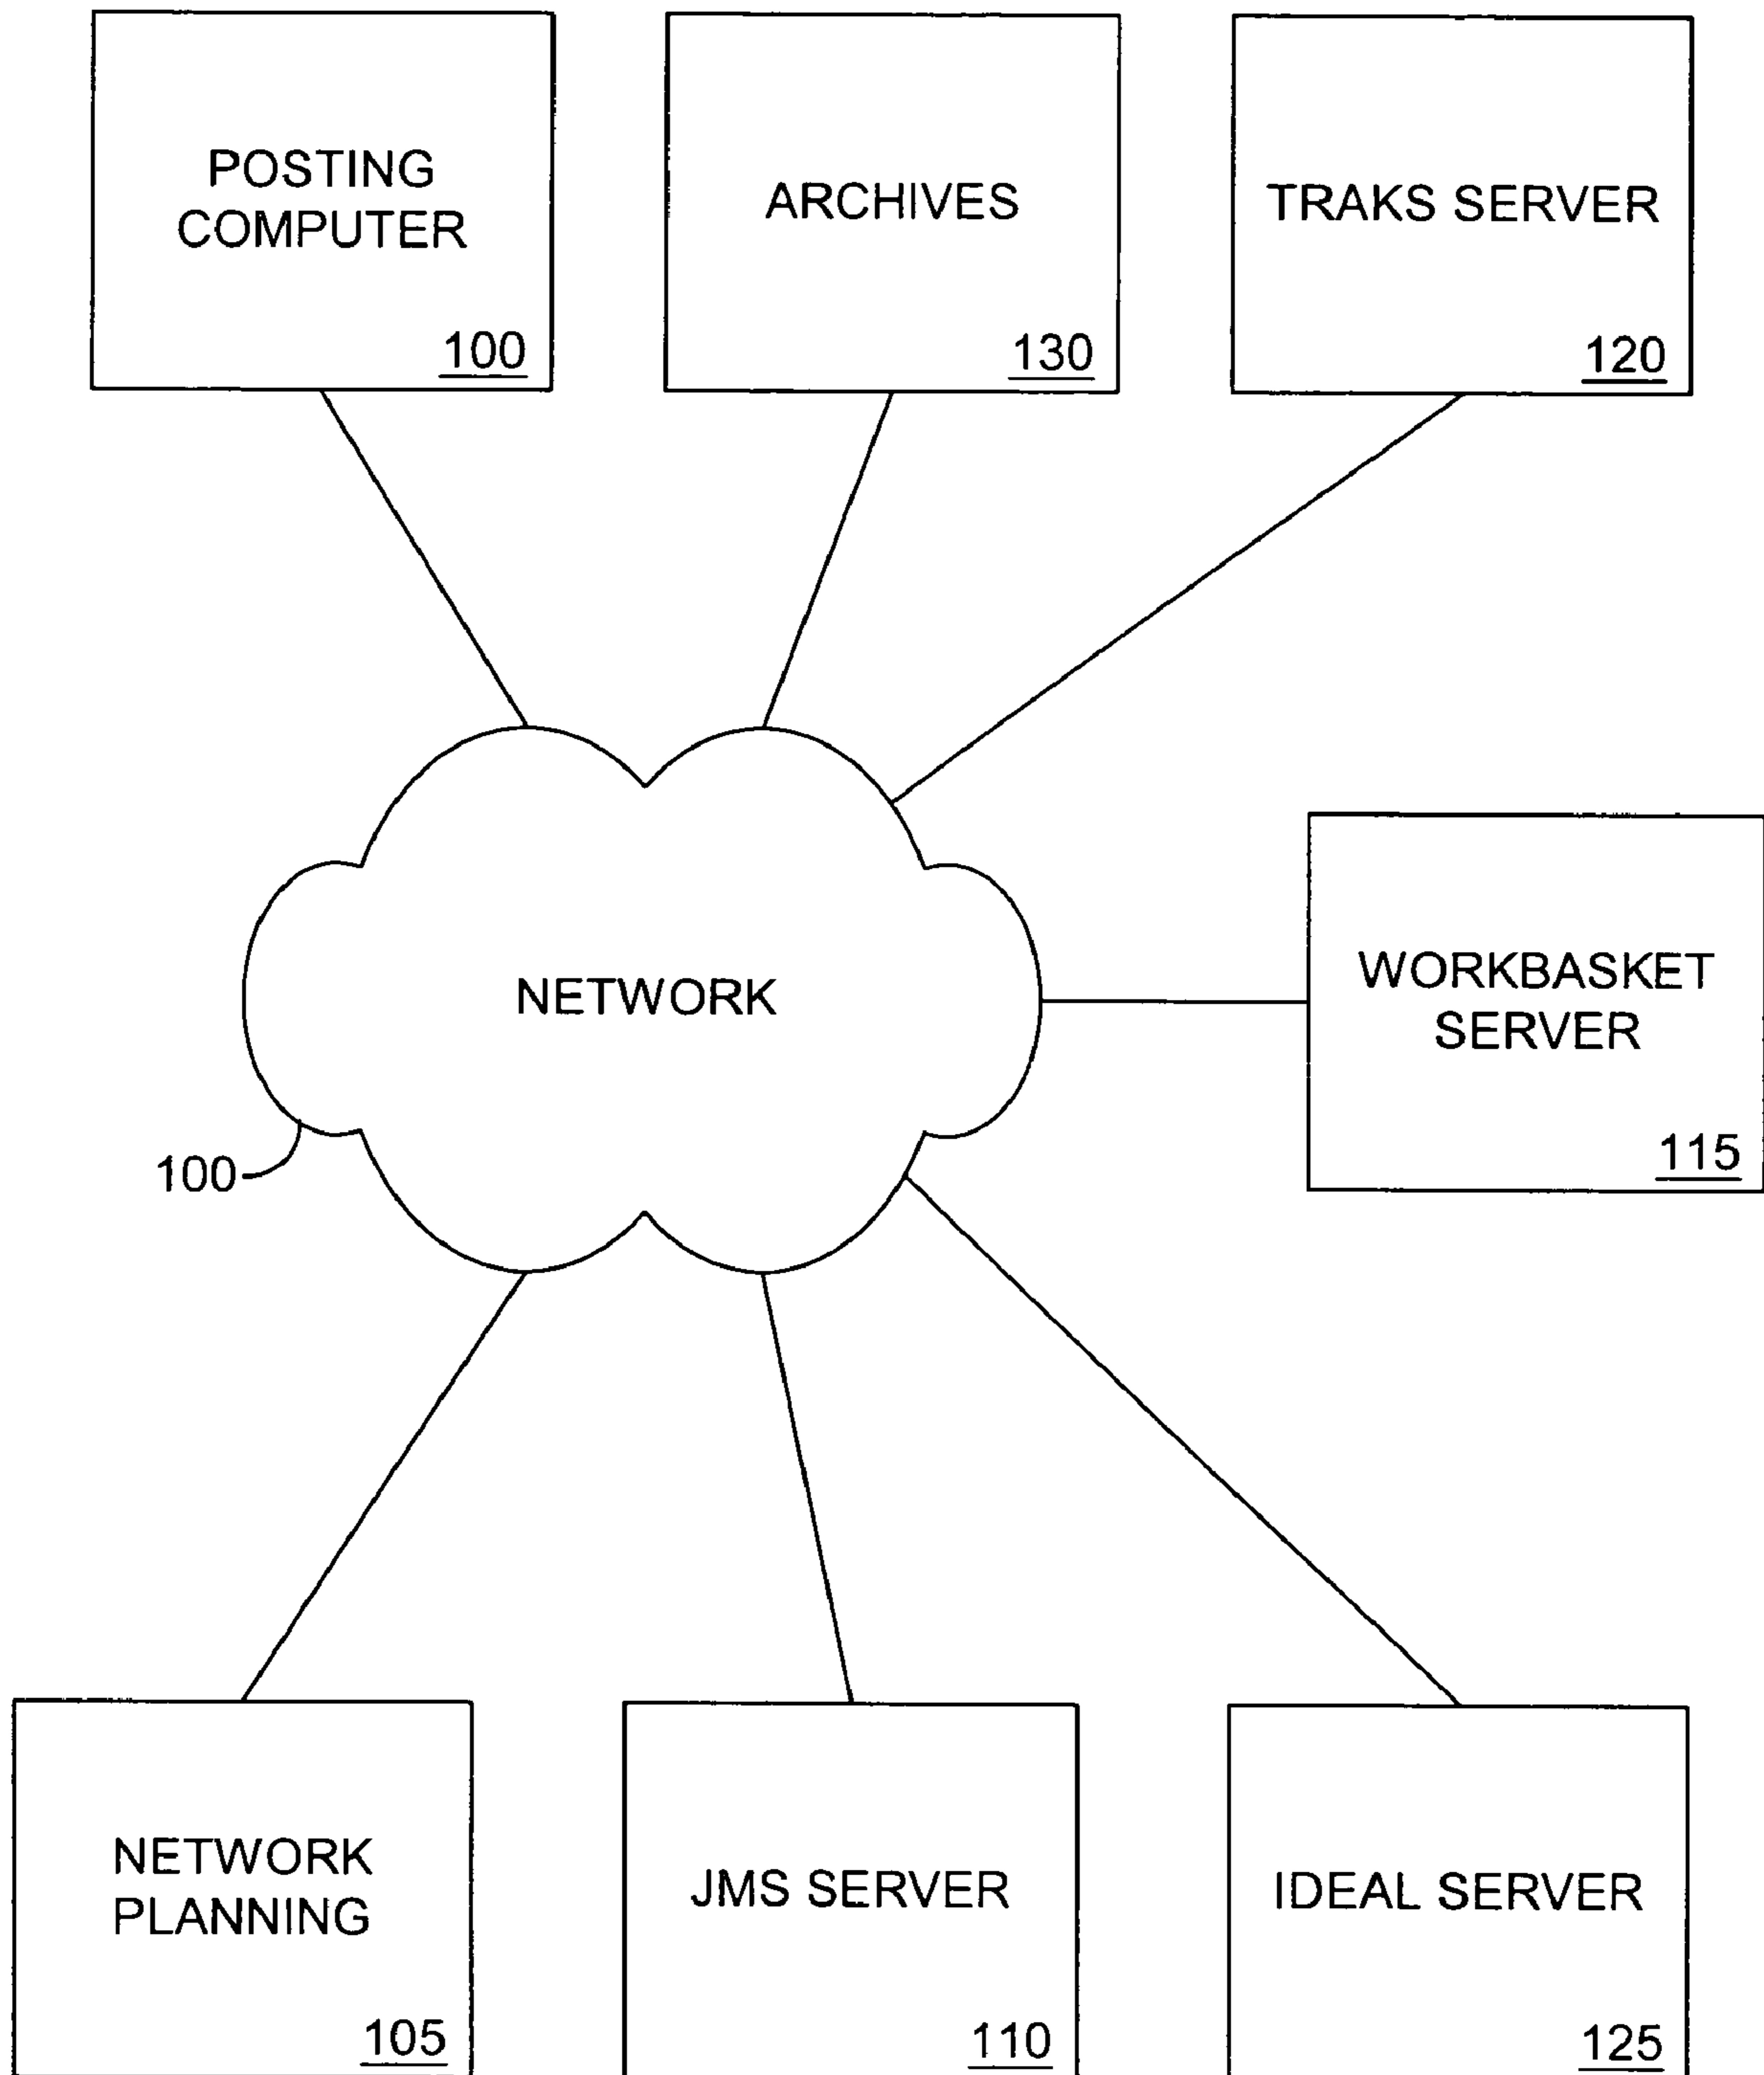 POSTING
COMPUTER
100
ARCHIVES
130
TRAKS SERVER
120
NETWORK
100
WORKBASKET
SERVER
115
NETWORK
PLANNING
105
JMS SERVER
110
IDEAL SERVER
125